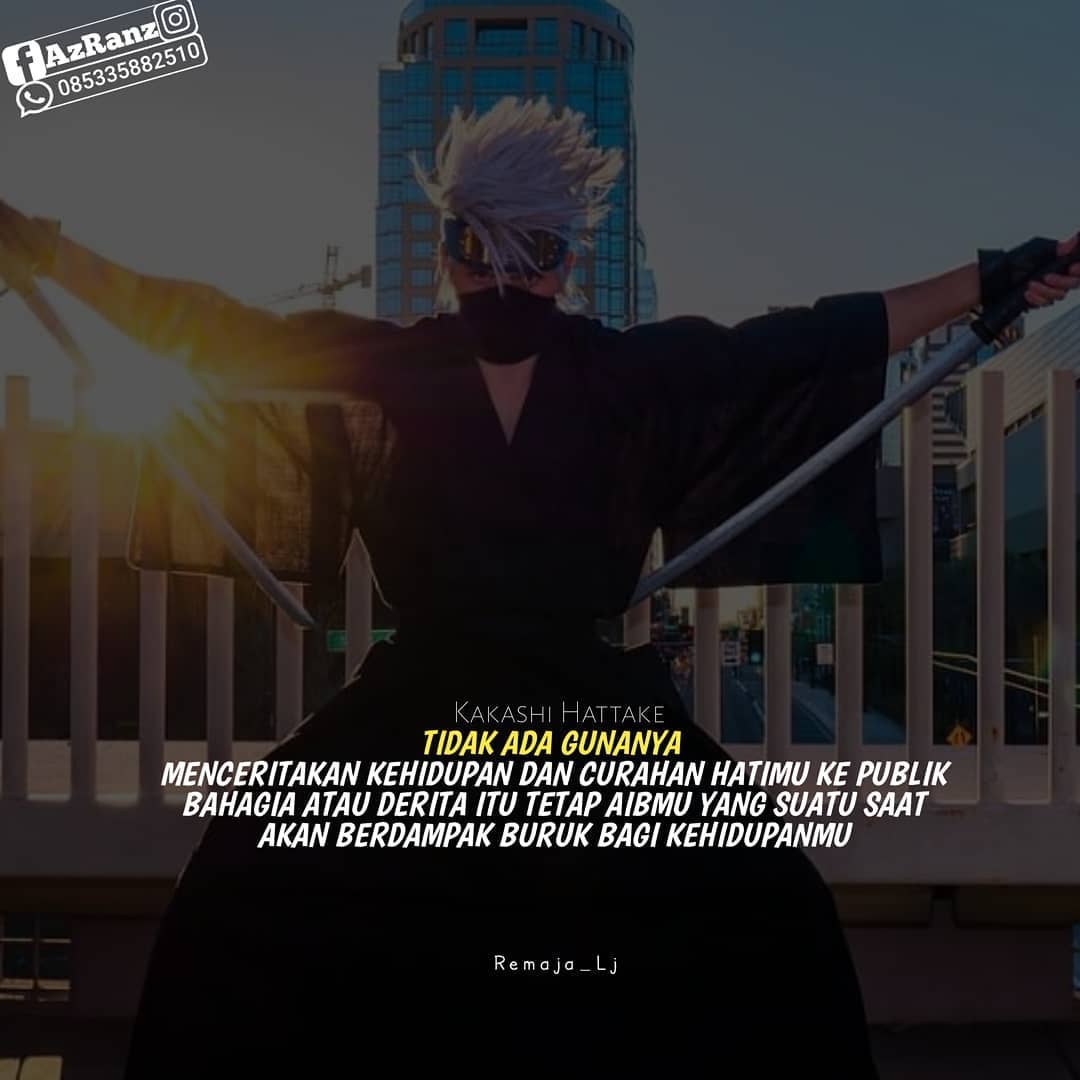 AzRanz
085335882510
KAKASHI HATTAKE
TIDAK ADA GUNANYA
MENCERITAKAN KEHIDUPAN DAN CURAHAN HATIMU KE PUBLIK
BAHAGIA ATAU DERITA ITU TETAP AIBMU YANG SUATU SAAT
AKAN BERDAMPAK BURUK BAGI KEHIDUPANMU
Remaja_Lj